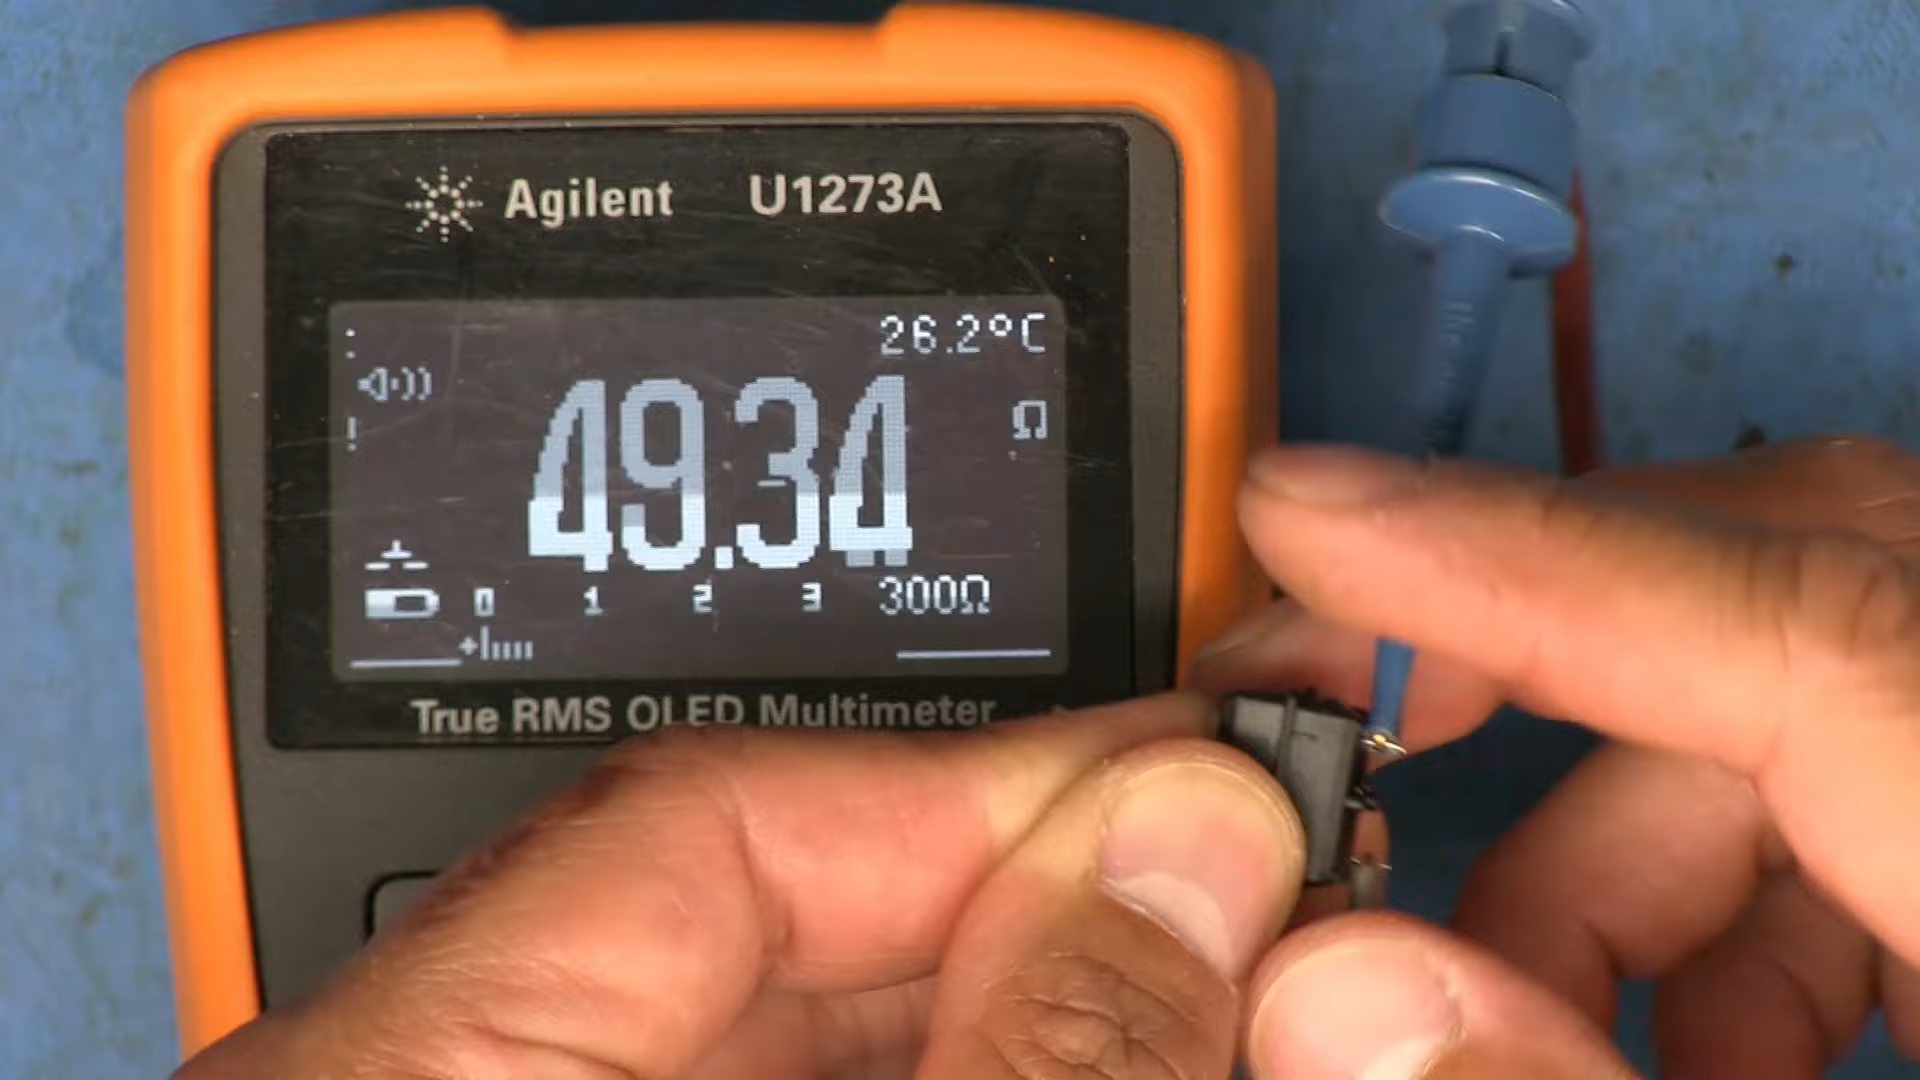 Agilent U1273A
26.2°C
49.34 Ω
0 1 2 3 300Ω
True RMS OLED Multimeter